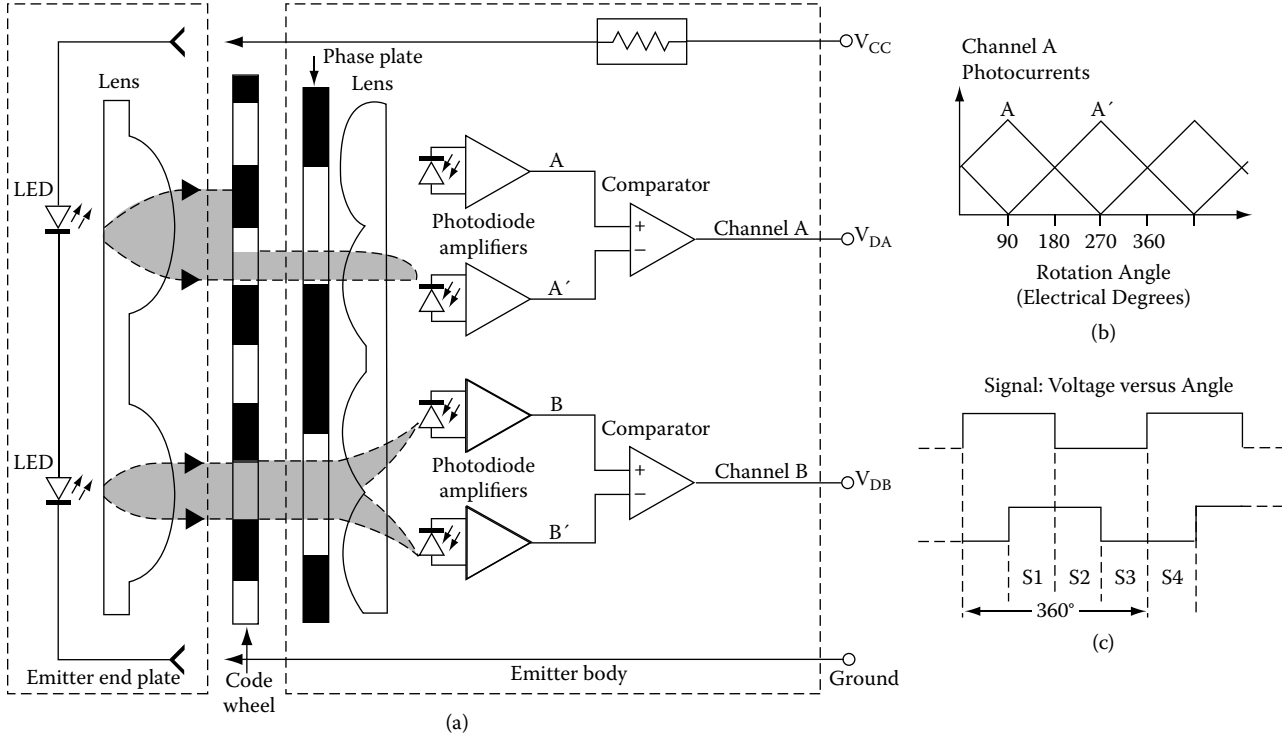 V_CC
Phase plate
Lens
Lens
LED
A
Comparator
+
−
Channel A
V_DA
Photodiode
amplifiers
A´
B
Comparator
+
−
Channel B
V_DB
LED
Photodiode
amplifiers
B´
Emitter end plate
Code
wheel
Emitter body
Ground
(a)
Channel A
Photocurrents
A
A´
90 180 270 360
Rotation Angle
(Electrical Degrees)
(b)
Signal: Voltage versus Angle
S1 S2 S3 S4
360°
(c)